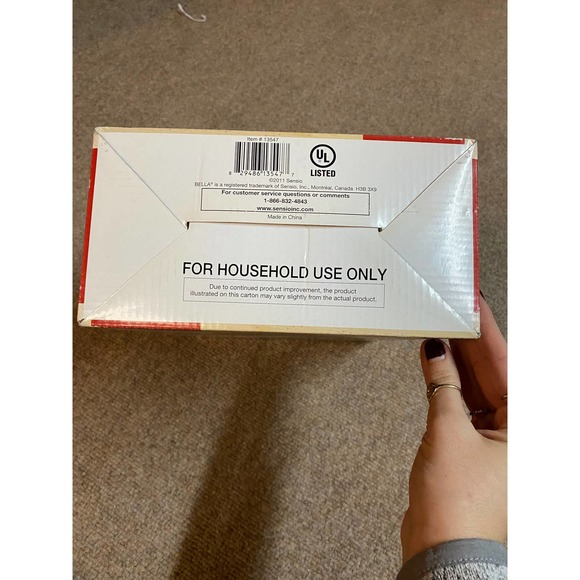 Item # 13547
8 29486 13547 7
UL
LISTED
©2011 Sensio
BELLA® is a registered trademark of Sensio, Inc., Montréal, Canada H3B 3X9
For customer service questions or comments
1-866-832-4843
www.sensioinc.com
Made in China
FOR HOUSEHOLD USE ONLY
Due to continued product improvement, the product
illustrated on this carton may vary slightly from the actual product.